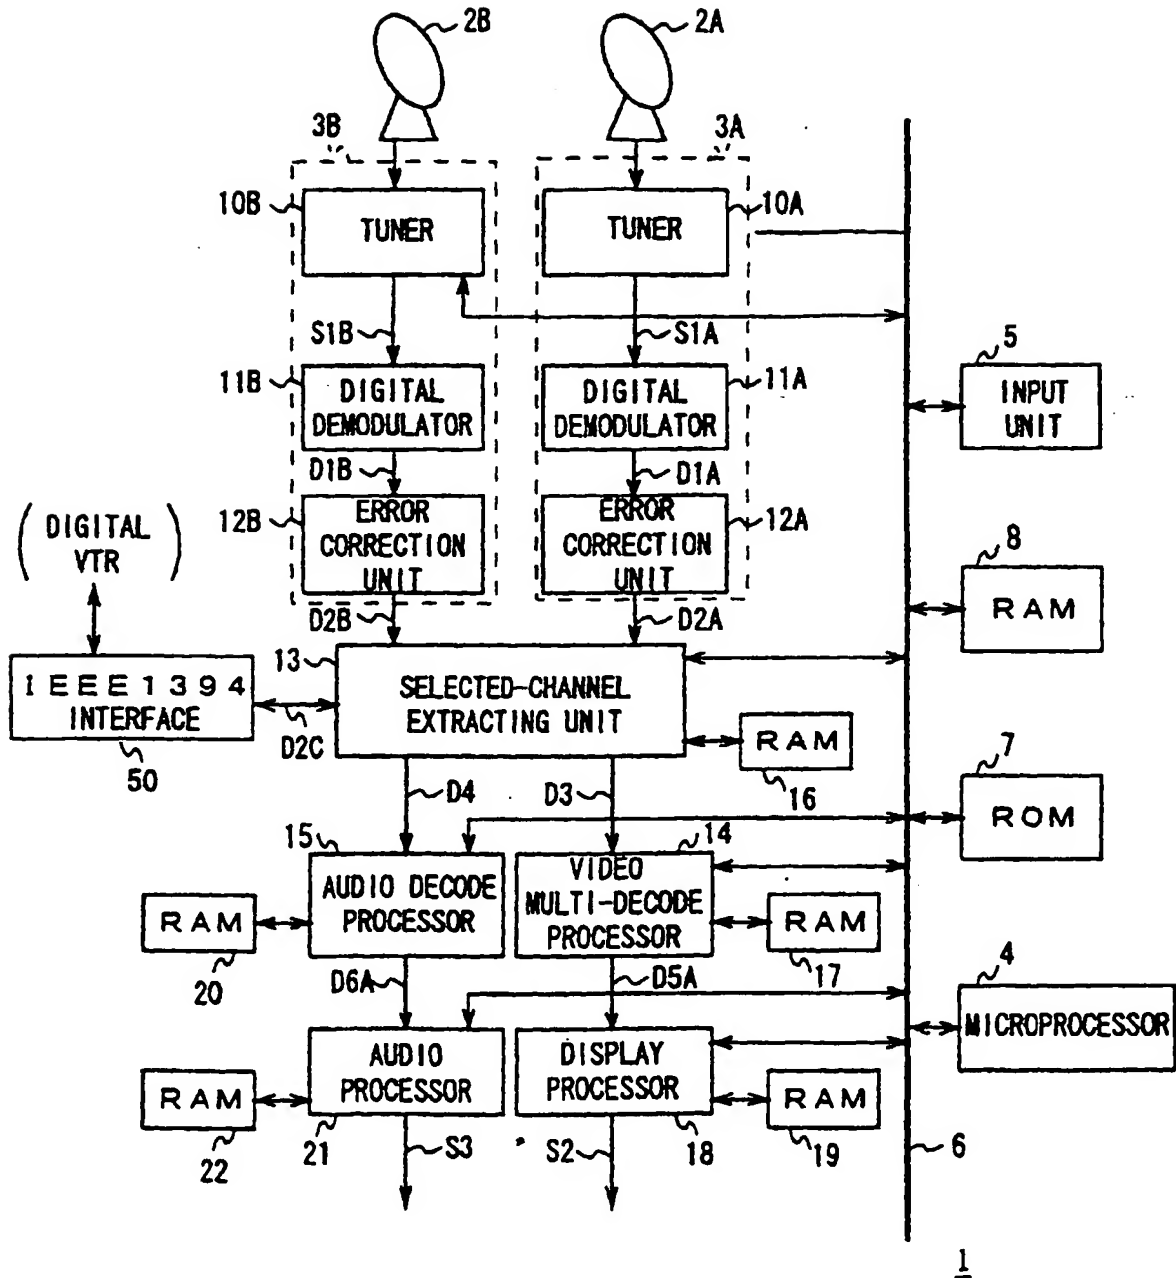 2B
2A
3B
3A
10B
TUNER
TUNER
10A
S1B
S1A
5
INPUT
UNIT
11B
DIGITAL
DEMODULATOR
DIGITAL
DEMODULATOR
11A
D1B
D1A
(DIGITAL
VTR)
12B
ERROR
CORRECTION
UNIT
ERROR
CORRECTION
UNIT
12A
8
RAM
D2B
D2A
IEEE1394
INTERFACE
50
D2C
13
SELECTED-CHANNEL
EXTRACTING UNIT
RAM
16
7
ROM
D4
D3
15
AUDIO DECODE
PROCESSOR
14
VIDEO
MULTI-DECODE
PROCESSOR
RAM
20
RAM
17
D6A
D5A
4
MICROPROCESSOR
AUDIO
PROCESSOR
DISPLAY
PROCESSOR
RAM
22
RAM
19
21
S3
S2
18
6
1